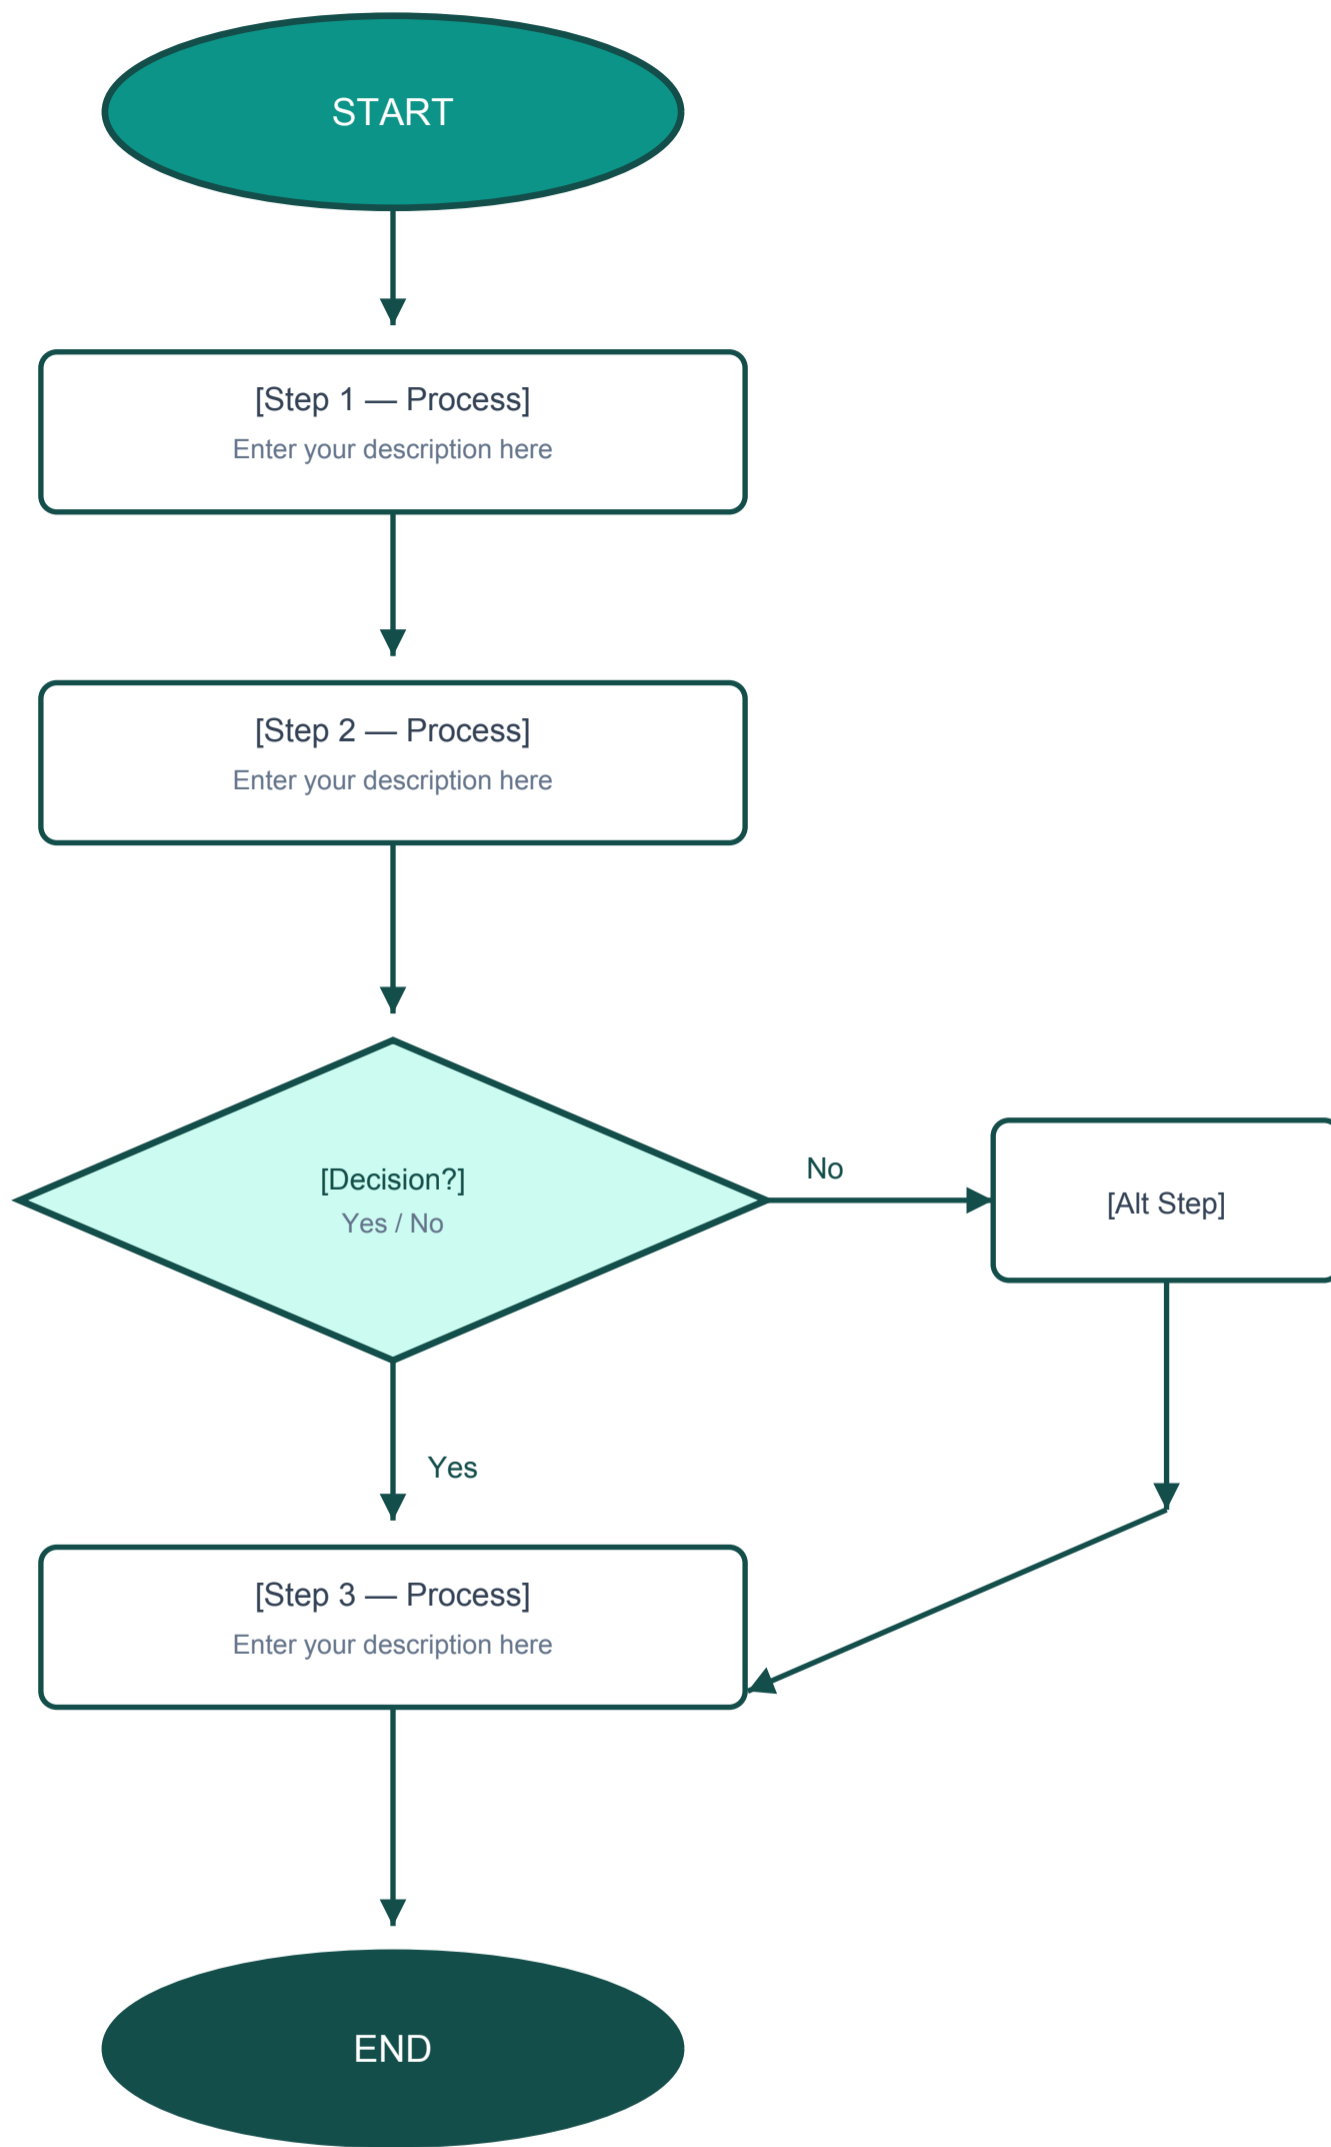 START
[Step 1 — Process]
Enter your description here
[Step 2 — Process]
Enter your description here
[Decision?]
Yes / No
No
[Alt Step]
Yes
[Step 3 — Process]
Enter your description here
END